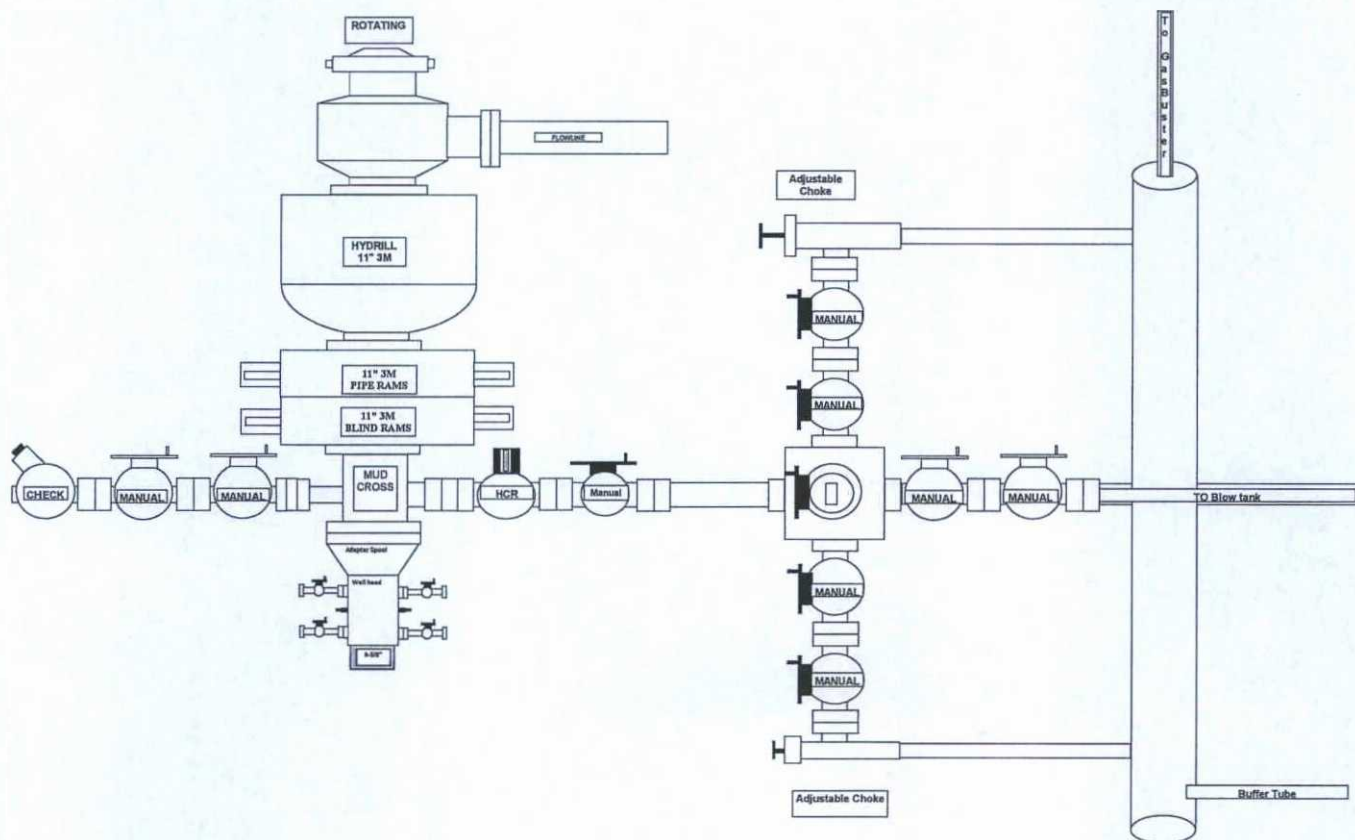 ROTATING
To GasBuster
FLOWLINE
Adjustable
Choke
HYDRILL
11" 3M
MANUAL
11" 3M
PIPE RAMS
MANUAL
11" 3M
BLIND RAMS
CHECK
MANUAL
MANUAL
MUD
CROSS
HCR
Manual
MANUAL
MANUAL
TO Blow tank
Adapter Spool
Well head
MANUAL
MANUAL
Adjustable Choke
Buffer Tube